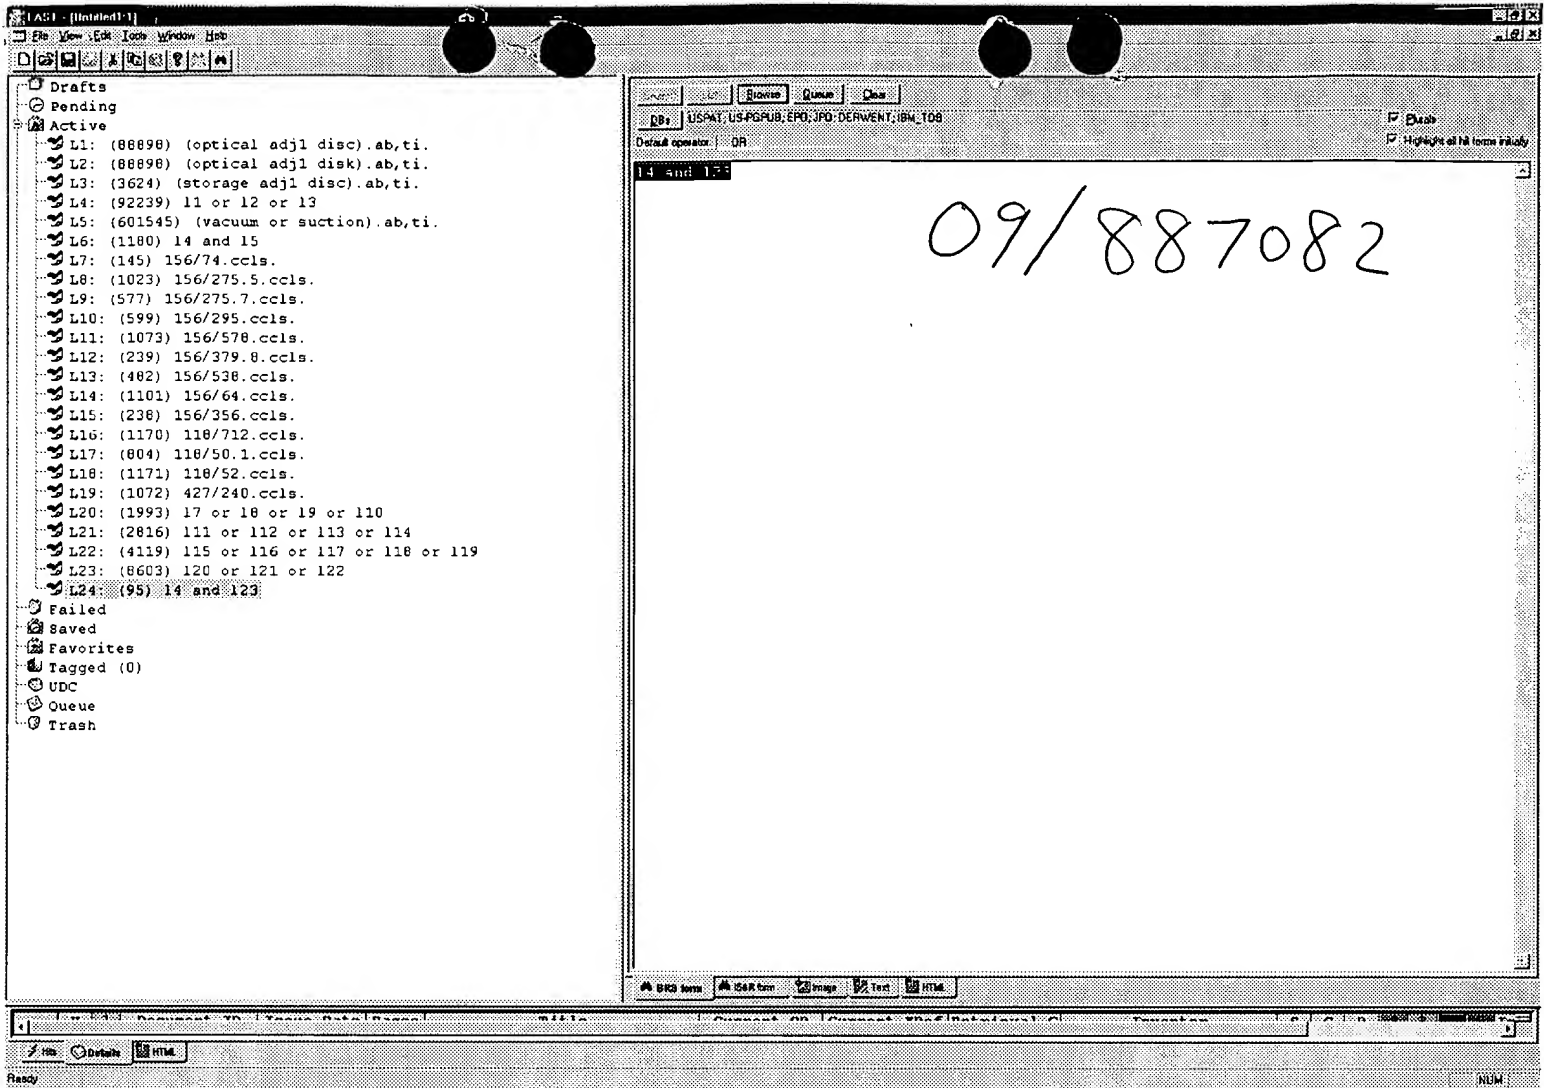 EAST - [Untitled1:1]
File View Edit Tools Window Help
Drafts
Pending
Active
L1: (88898) (optical adj1 disc).ab,ti.
L2: (88898) (optical adj1 disk).ab,ti.
L3: (3624) (storage adj1 disc).ab,ti.
L4: (92239) l1 or l2 or l3
L5: (601545) (vacuum or suction).ab,ti.
L6: (1180) l4 and l5
L7: (145) 156/74.ccls.
L8: (1023) 156/275.5.ccls.
L9: (577) 156/275.7.ccls.
L10: (599) 156/295.ccls.
L11: (1073) 156/578.ccls.
L12: (239) 156/379.8.ccls.
L13: (482) 156/538.ccls.
L14: (1101) 156/64.ccls.
L15: (238) 156/356.ccls.
L16: (1170) 118/712.ccls.
L17: (804) 118/50.1.ccls.
L18: (1171) 118/52.ccls.
L19: (1072) 427/240.ccls.
L20: (1993) l7 or l8 or l9 or l10
L21: (2816) l11 or l12 or l13 or l14
L22: (4119) l15 or l16 or l17 or l18 or l19
L23: (8603) l20 or l21 or l22
L24: (95) l4 and l23
Failed
Saved
Favorites
Tagged (0)
UDC
Queue
Trash
Browse Queue Clear
DBs USPAT; US-PGPUB; EPO; JPO; DERWENT; IBM_TDB
Plurals
Default operator: OR
Highlight all hit terms initially
l4 and l23
09/887082
BRS form IS&R form Image Text HTML
Document ID Issue Date Pages Title Current OR Current XRef Retrieval C Inventor S C P
Hits Details HTML
Ready
NUM